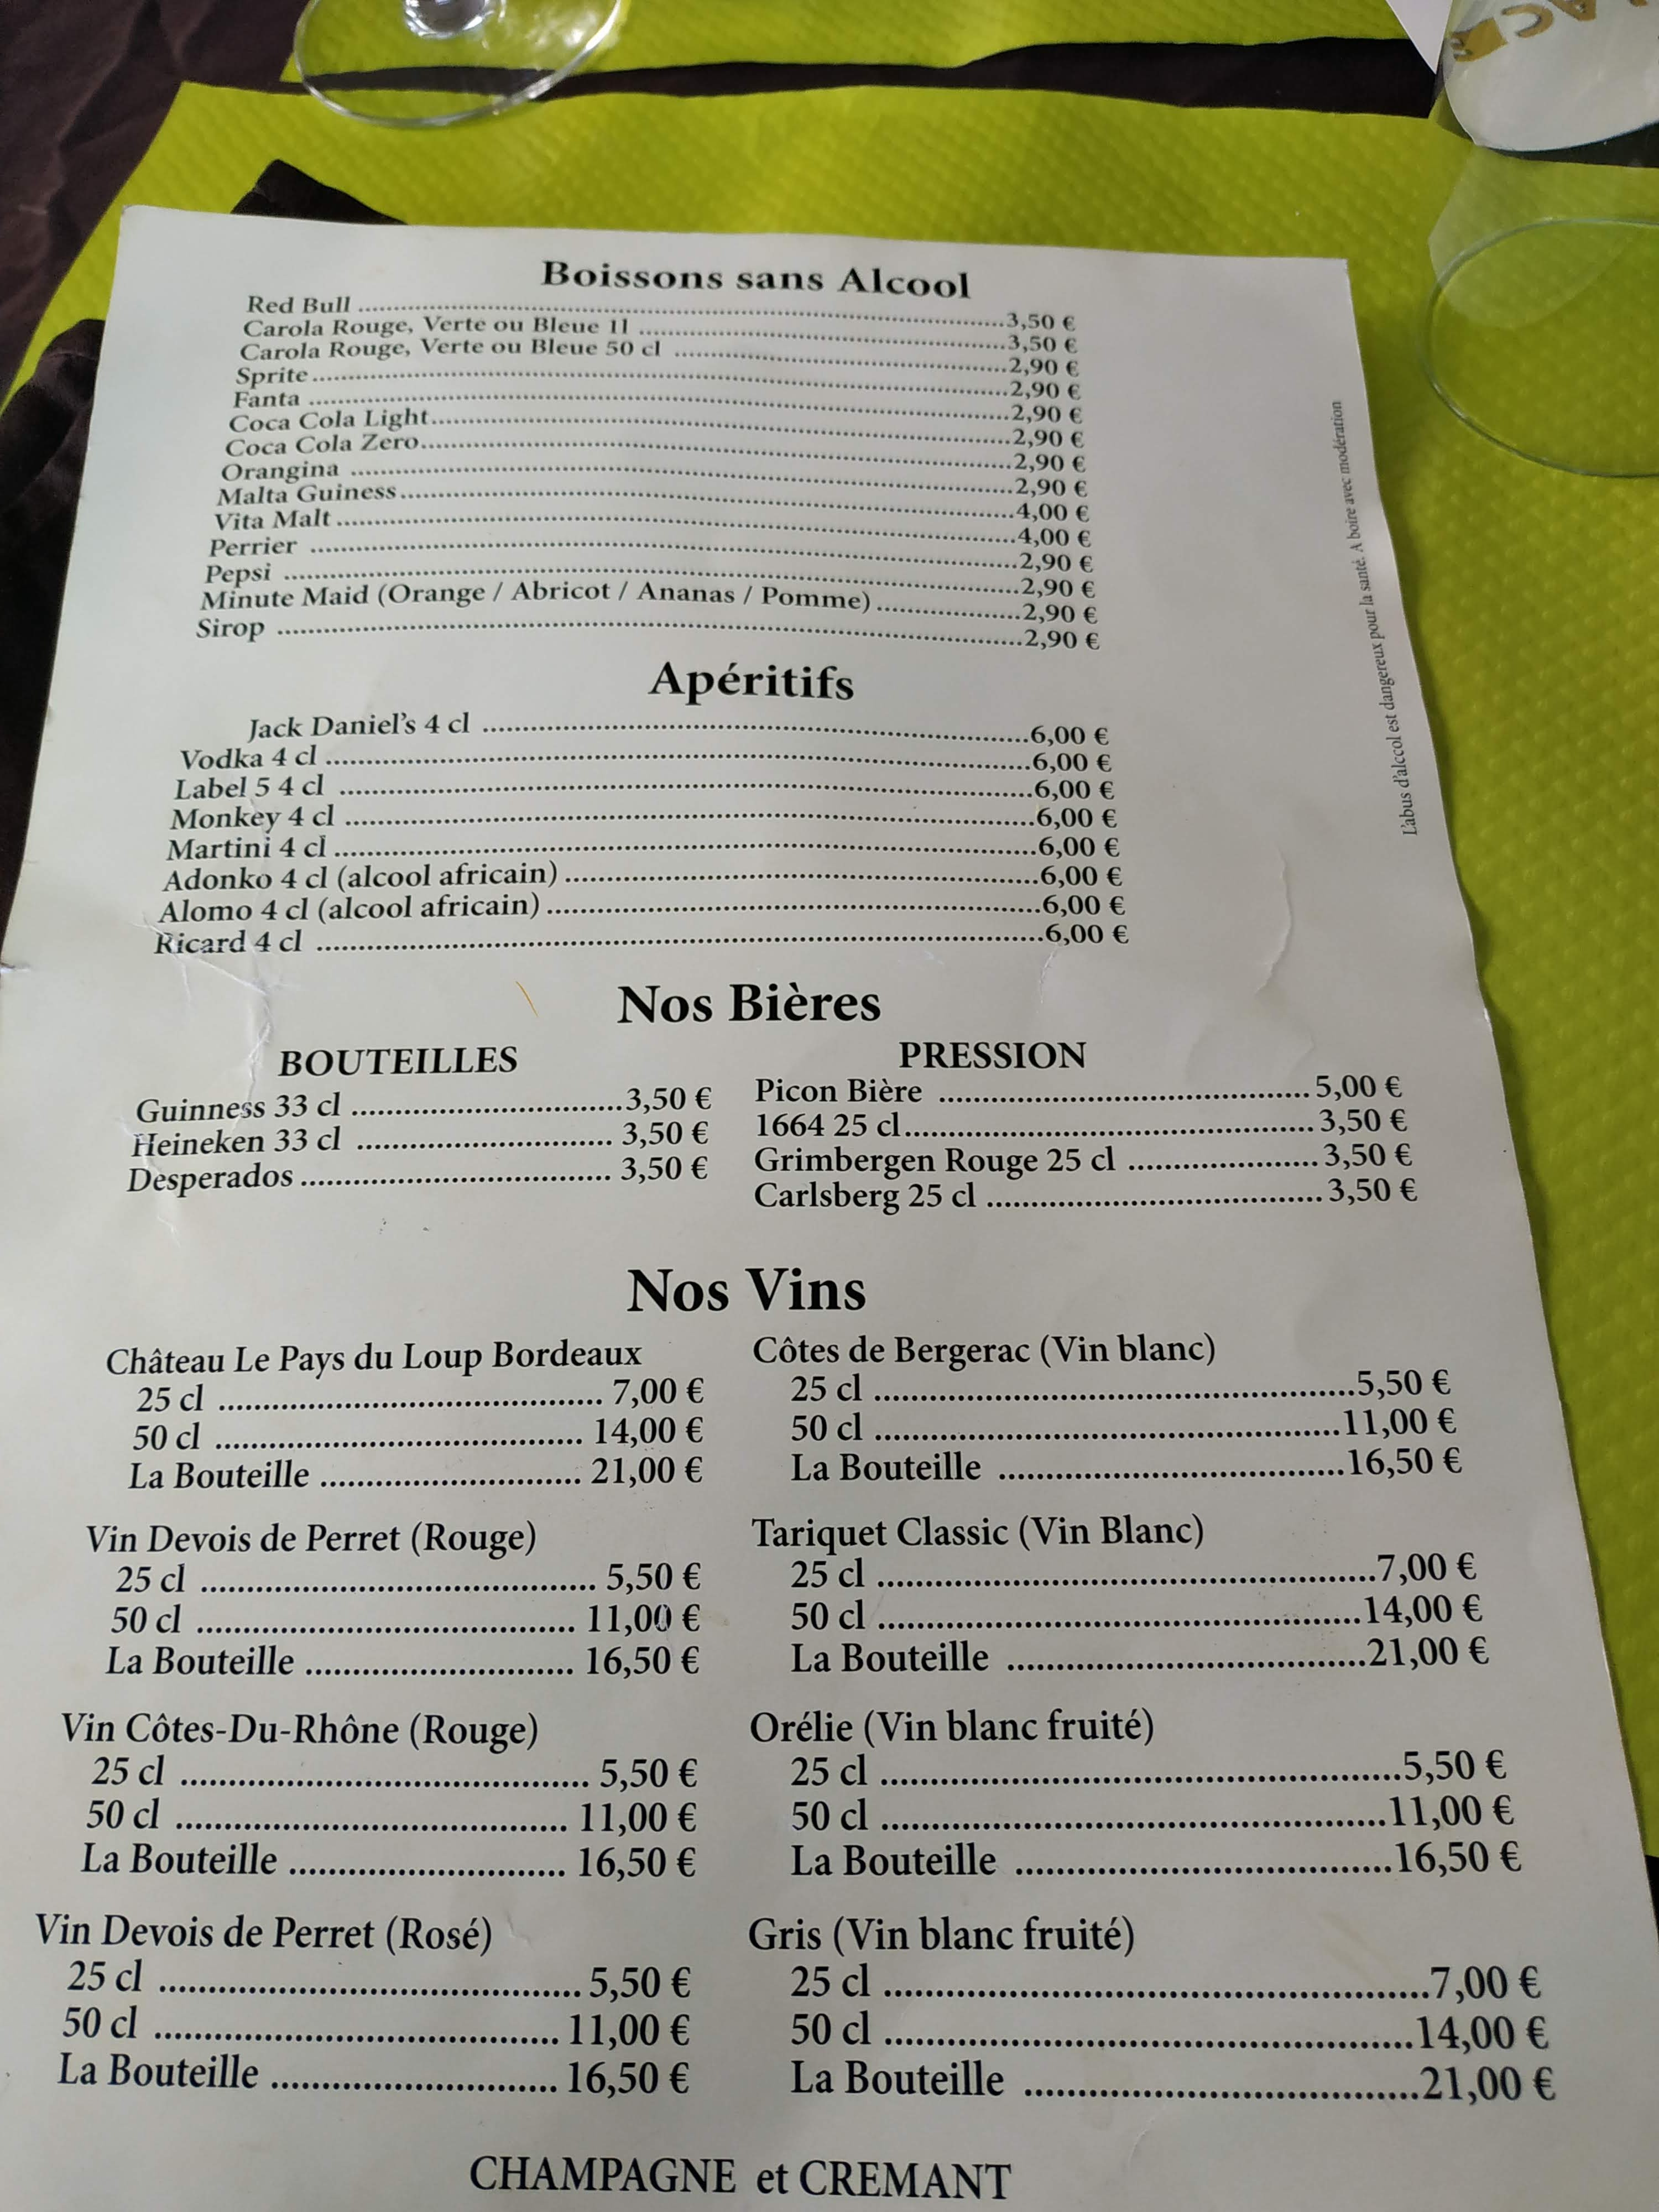 Boissons sans Alcool
Red Bull ........ 3,50 €
Carola Rouge, Verte ou Bleue 1l ........ 3,50 €
Carola Rouge, Verte ou Bleue 50 cl ........ 2,90 €
Sprite ........ 2,90 €
Fanta ........ 2,90 €
Coca Cola Light ........ 2,90 €
Coca Cola Zero ........ 2,90 €
Orangina ........ 2,90 €
Malta Guiness ........ 4,00 €
Vita Malt ........ 4,00 €
Perrier ........ 2,90 €
Pepsi ........ 2,90 €
Minute Maid (Orange / Abricot / Ananas / Pomme) ........ 2,90 €
Sirop ........ 2,90 €
Apéritifs
Jack Daniel's 4 cl ........ 6,00 €
Vodka 4 cl ........ 6,00 €
Label 5 4 cl ........ 6,00 €
Monkey 4 cl ........ 6,00 €
Martini 4 cl ........ 6,00 €
Adonko 4 cl (alcool africain) ........ 6,00 €
Alomo 4 cl (alcool africain) ........ 6,00 €
Ricard 4 cl ........ 6,00 €
L'abus d'alccol est dangereux pour la santé. A boire avec modération
Nos Bières
BOUTEILLES
Guinness 33 cl ........ 3,50 €
Heineken 33 cl ........ 3,50 €
Desperados ........ 3,50 €
PRESSION
Picon Bière ........ 5,00 €
1664 25 cl ........ 3,50 €
Grimbergen Rouge 25 cl ........ 3,50 €
Carlsberg 25 cl ........ 3,50 €
Nos Vins
Château Le Pays du Loup Bordeaux
25 cl ........ 7,00 €
50 cl ........ 14,00 €
La Bouteille ........ 21,00 €
Vin Devois de Perret (Rouge)
25 cl ........ 5,50 €
50 cl ........ 11,00 €
La Bouteille ........ 16,50 €
Vin Côtes-Du-Rhône (Rouge)
25 cl ........ 5,50 €
50 cl ........ 11,00 €
La Bouteille ........ 16,50 €
Vin Devois de Perret (Rosé)
25 cl ........ 5,50 €
50 cl ........ 11,00 €
La Bouteille ........ 16,50 €
Côtes de Bergerac (Vin blanc)
25 cl ........ 5,50 €
50 cl ........ 11,00 €
La Bouteille ........ 16,50 €
Tariquet Classic (Vin Blanc)
25 cl ........ 7,00 €
50 cl ........ 14,00 €
La Bouteille ........ 21,00 €
Orélie (Vin blanc fruité)
25 cl ........ 5,50 €
50 cl ........ 11,00 €
La Bouteille ........ 16,50 €
Gris (Vin blanc fruité)
25 cl ........ 7,00 €
50 cl ........ 14,00 €
La Bouteille ........ 21,00 €
CHAMPAGNE et CREMANT